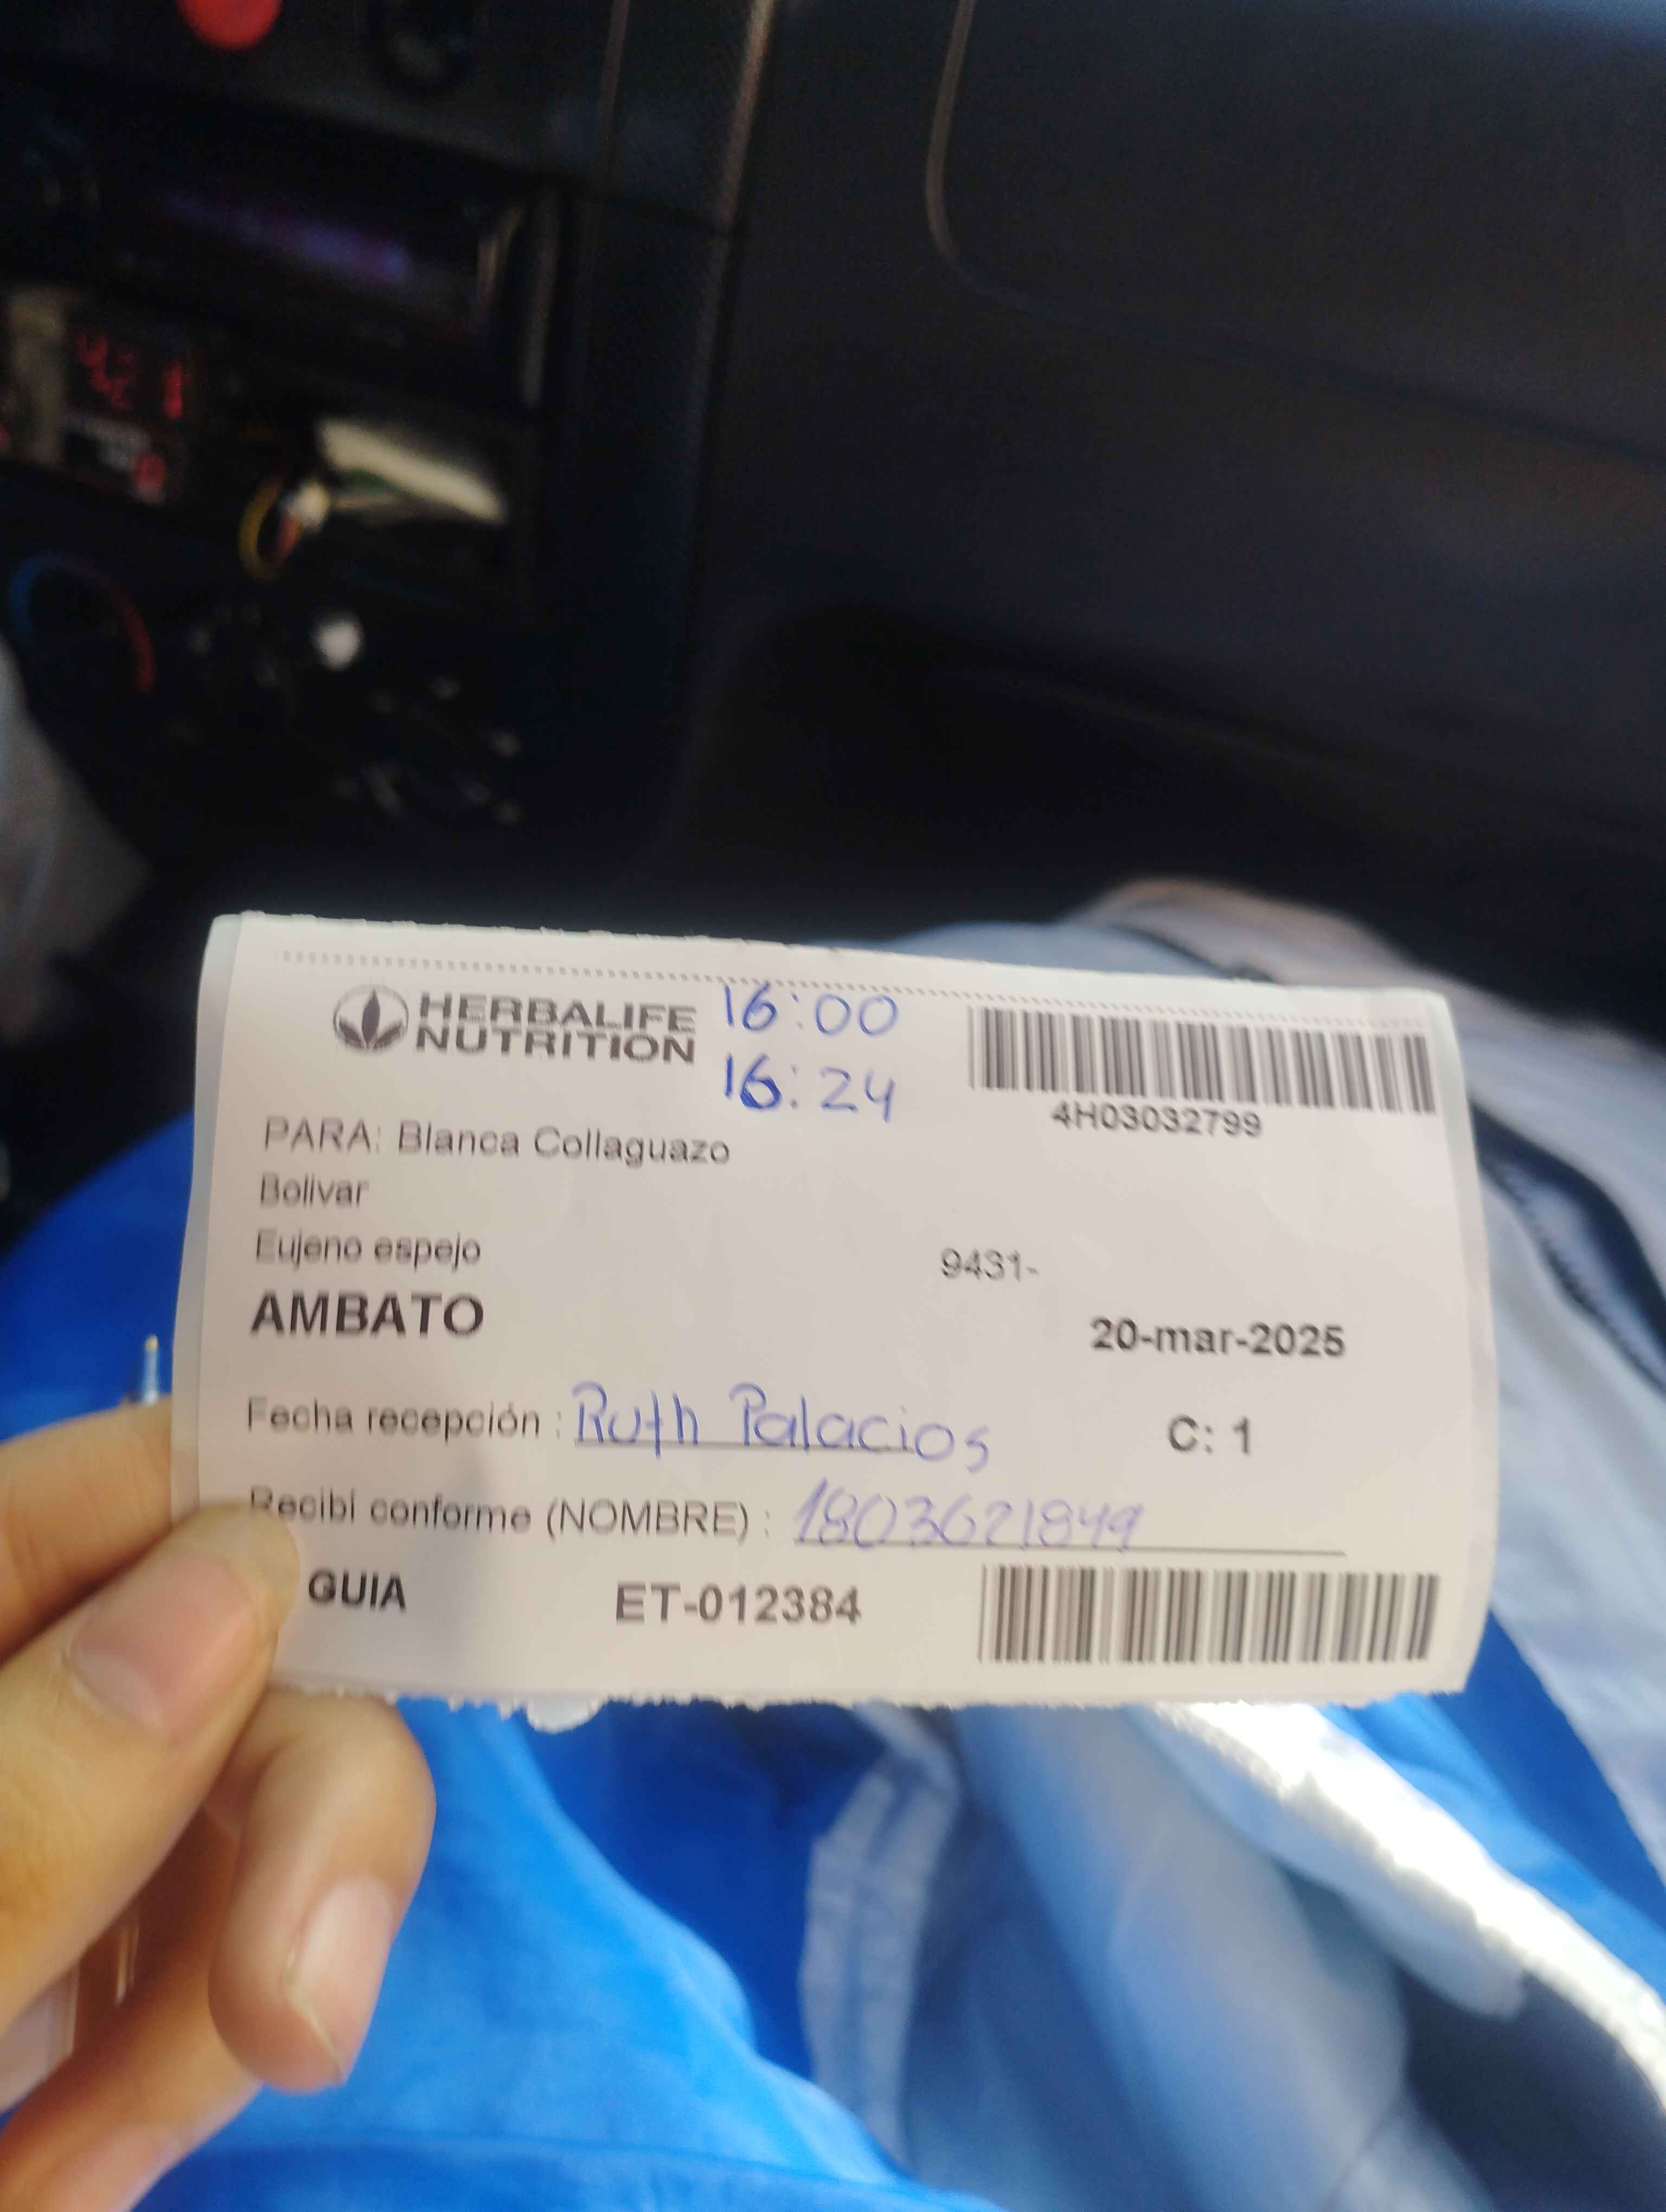 HERBALIFE
NUTRITION
16:00
16:24
4H03032799
PARA: Blanca Collaguazo
Bolivar
Eujeno espejo
9431-
AMBATO
20-mar-2025
Fecha recepción : Ruth Palacios
C: 1
Recibí conforme (NOMBRE) : 1803621849
GUIA ET-012384